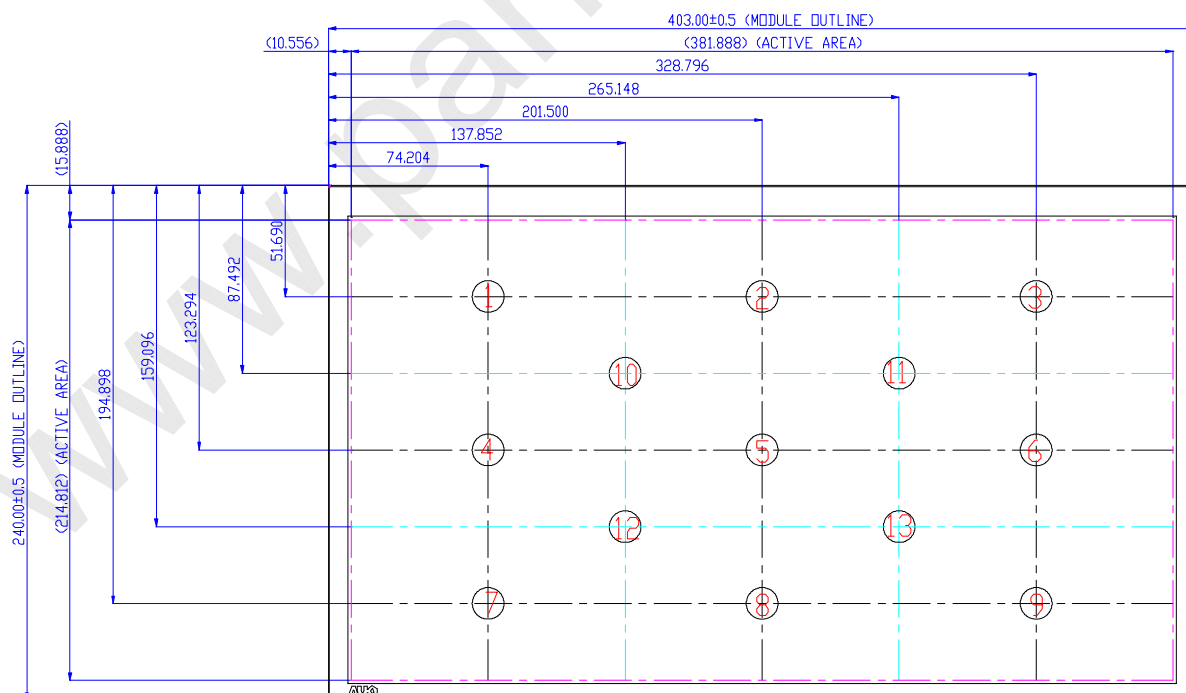 403.00±0.5 (MODULE OUTLINE)
(10.556)
(381.888) (ACTIVE AREA)
328.796
265.148
201.500
137.852
74.204
(15.888)
51.690
87.492
123.294
159.096
194.898
(214.812) (ACTIVE AREA)
240.00±0.5 (MODULE OUTLINE)
1 2 3
10 11
4 5 6
12 13
7 8 9
www.pan